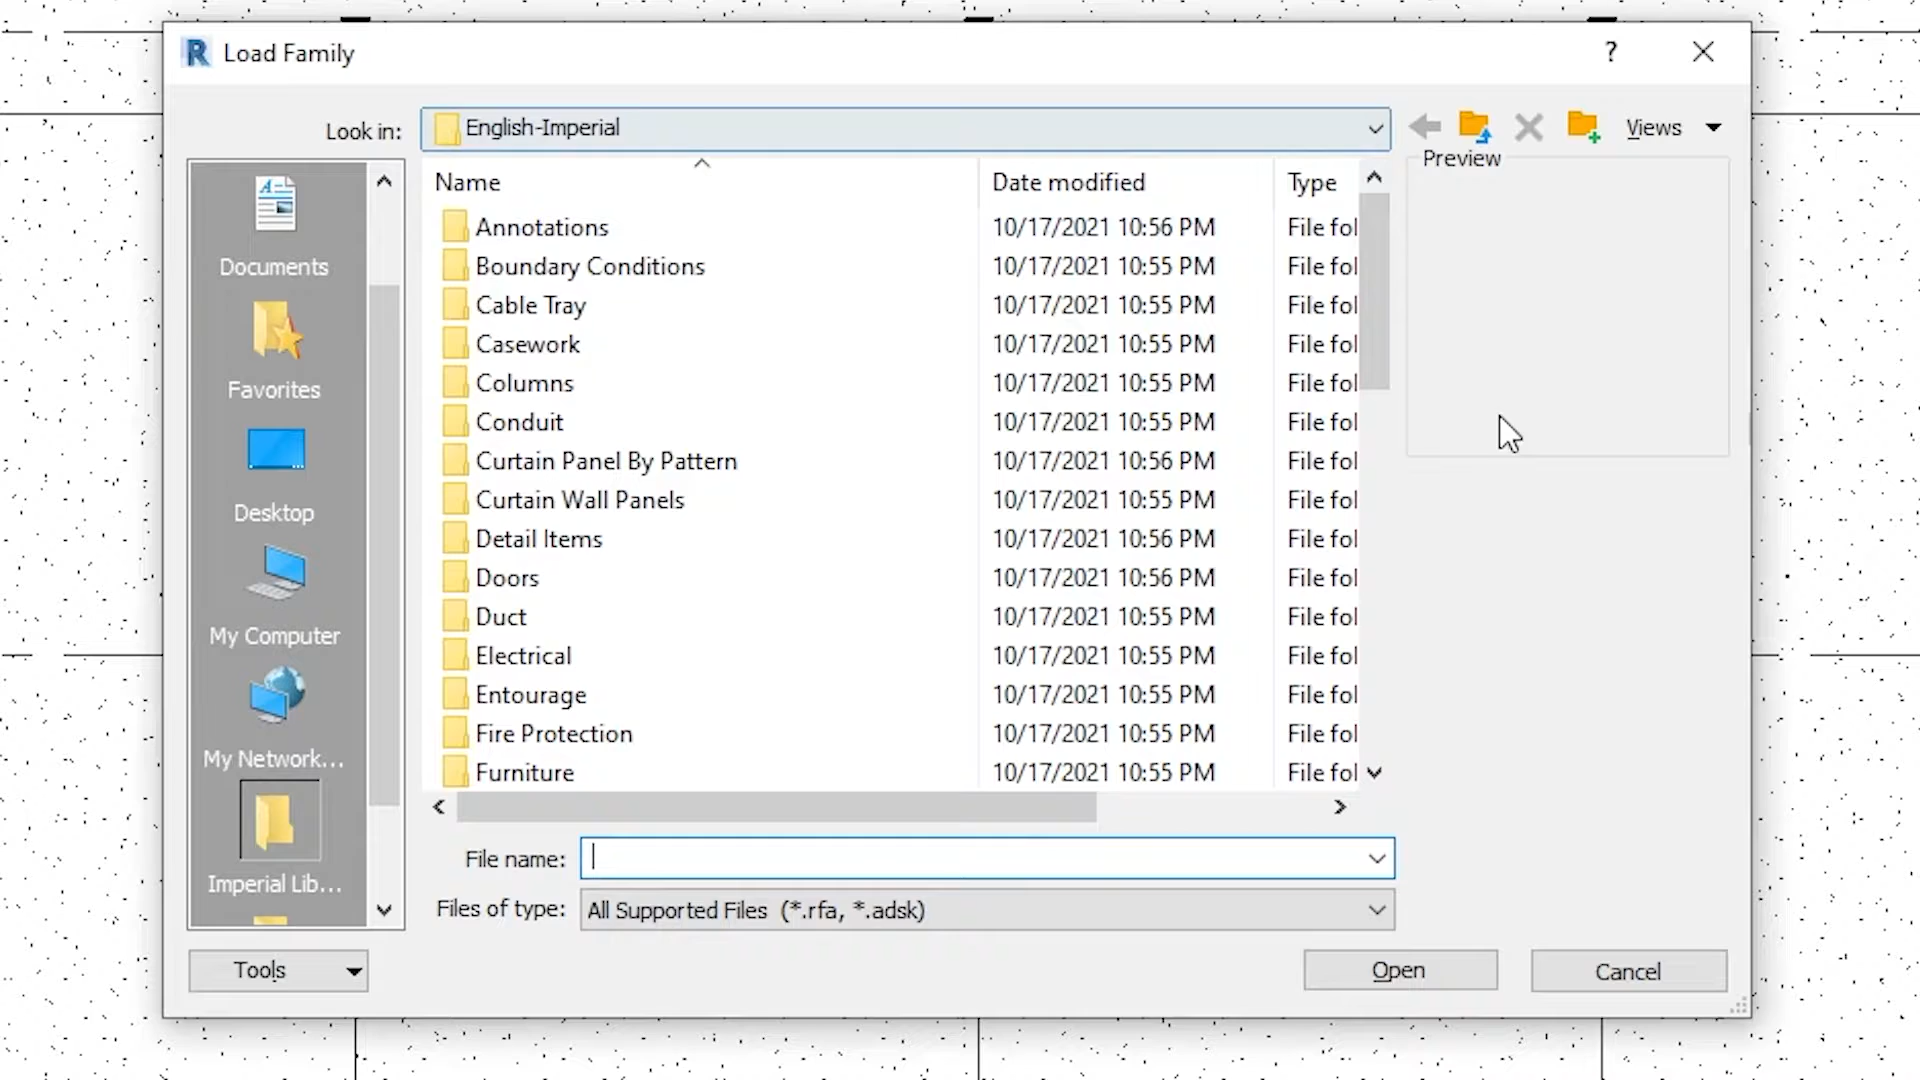 R Load Family ?
Look in: English-Imperial Views
Preview
Name Date modified Type
Annotations 10/17/2021 10:56 PM File fol
Boundary Conditions 10/17/2021 10:55 PM File fol
Cable Tray 10/17/2021 10:55 PM File fol
Casework 10/17/2021 10:55 PM File fol
Columns 10/17/2021 10:55 PM File fol
Conduit 10/17/2021 10:55 PM File fol
Curtain Panel By Pattern 10/17/2021 10:56 PM File fol
Curtain Wall Panels 10/17/2021 10:55 PM File fol
Detail Items 10/17/2021 10:56 PM File fol
Doors 10/17/2021 10:56 PM File fol
Duct 10/17/2021 10:55 PM File fol
Electrical 10/17/2021 10:55 PM File fol
Entourage 10/17/2021 10:55 PM File fol
Fire Protection 10/17/2021 10:55 PM File fol
Furniture 10/17/2021 10:55 PM File fol
Documents
Favorites
Desktop
My Computer
My Network...
Imperial Lib...
File name:
Files of type: All Supported Files (*.rfa, *.adsk)
Tools Open Cancel